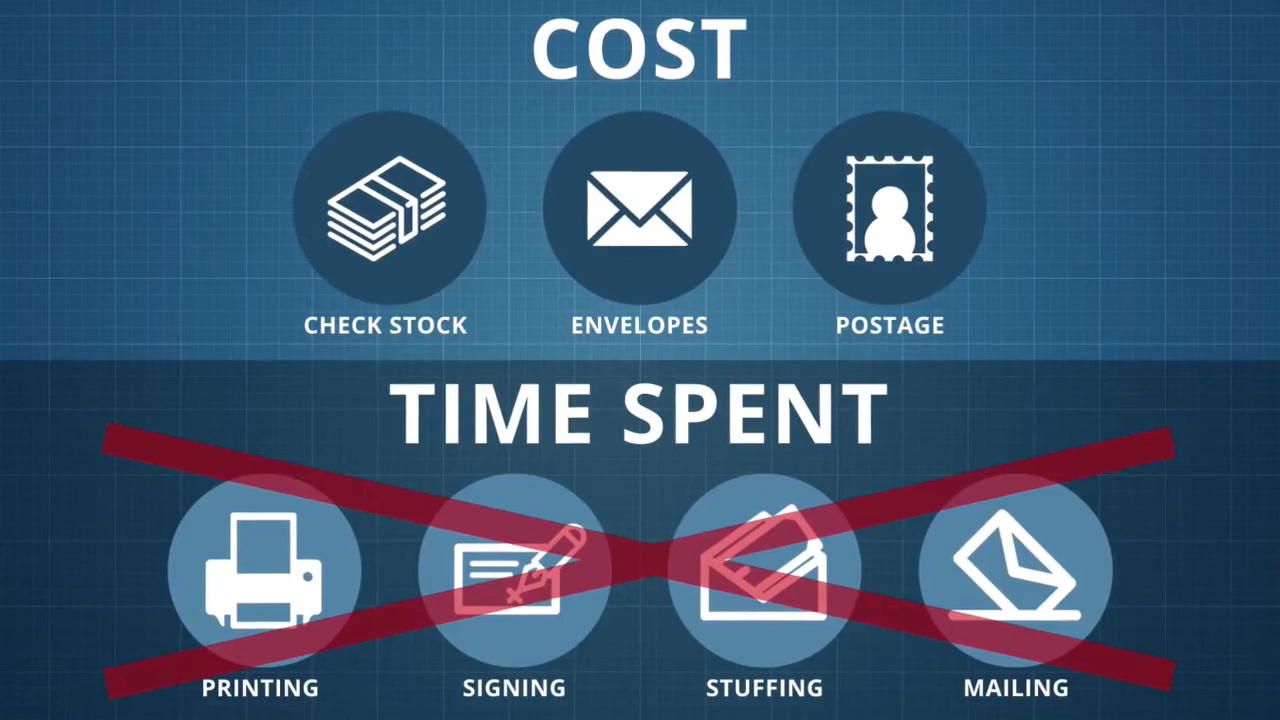 COST
CHECK STOCK
ENVELOPES
POSTAGE
TIME SPENT
PRINTING
SIGNING
STUFFING
MAILING